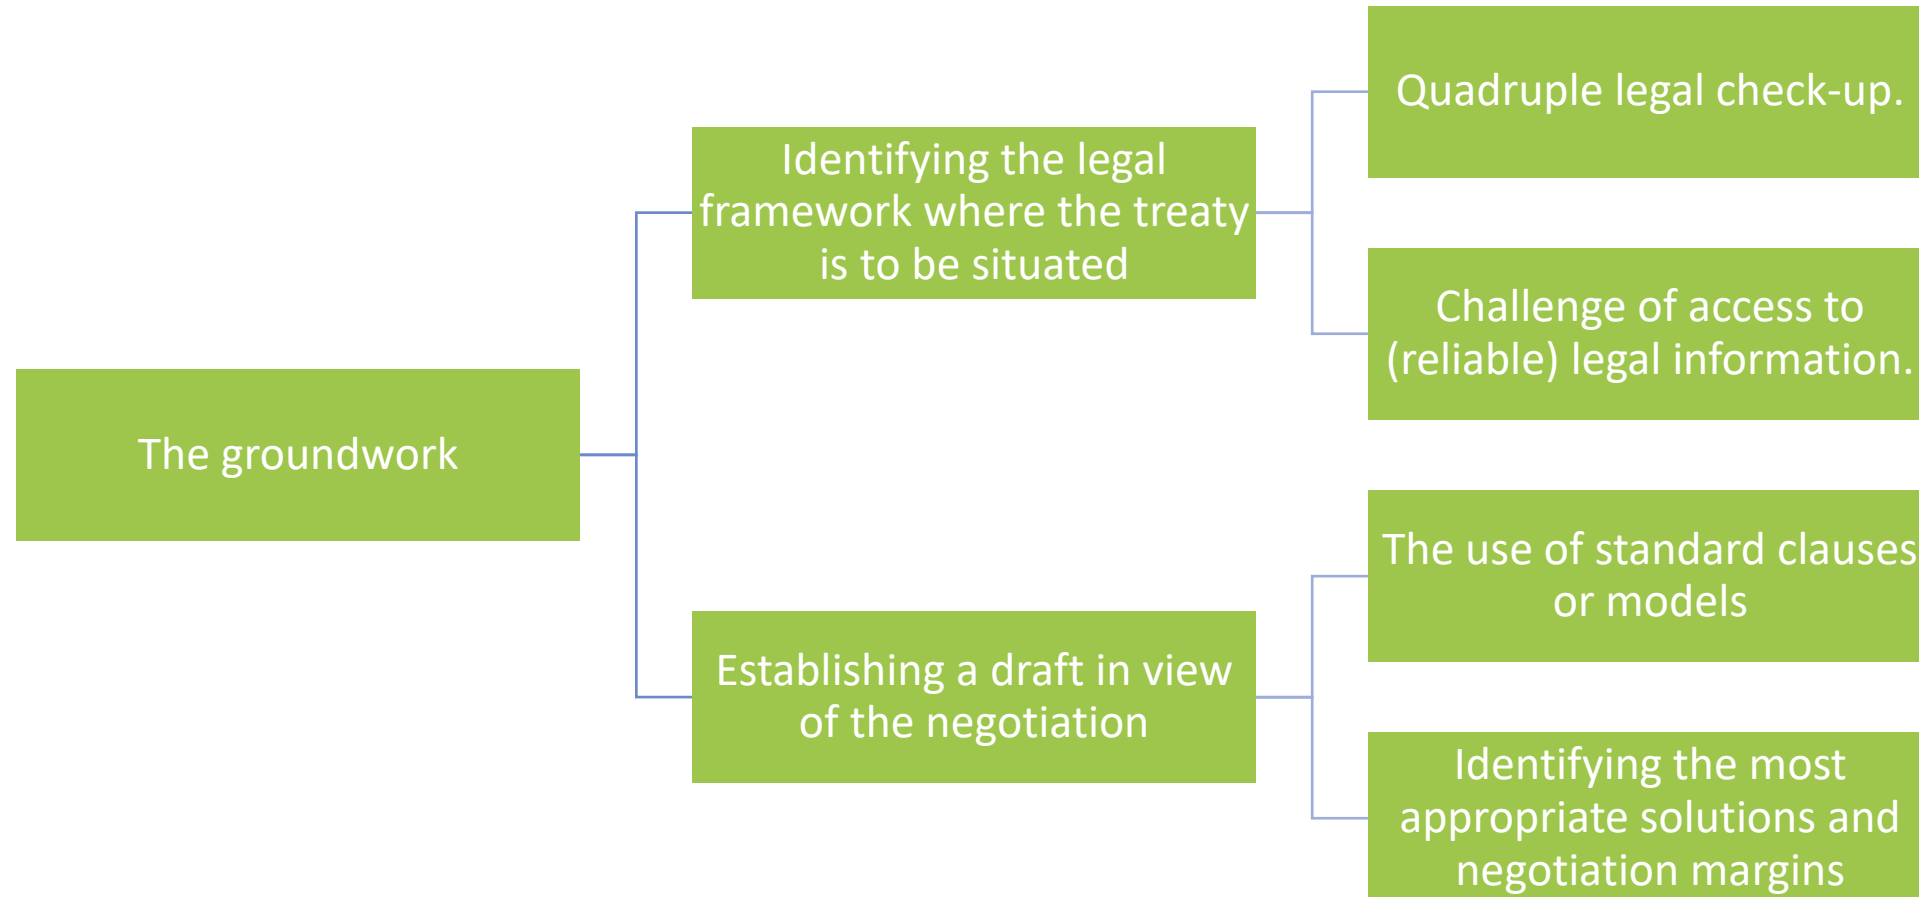 The groundwork
Identifying the legal
framework where the treaty
is to be situated
Quadruple legal check-up.
Challenge of access to
(reliable) legal information.
Establishing a draft in view
of the negotiation
The use of standard clauses
or models
Identifying the most
appropriate solutions and
negotiation margins